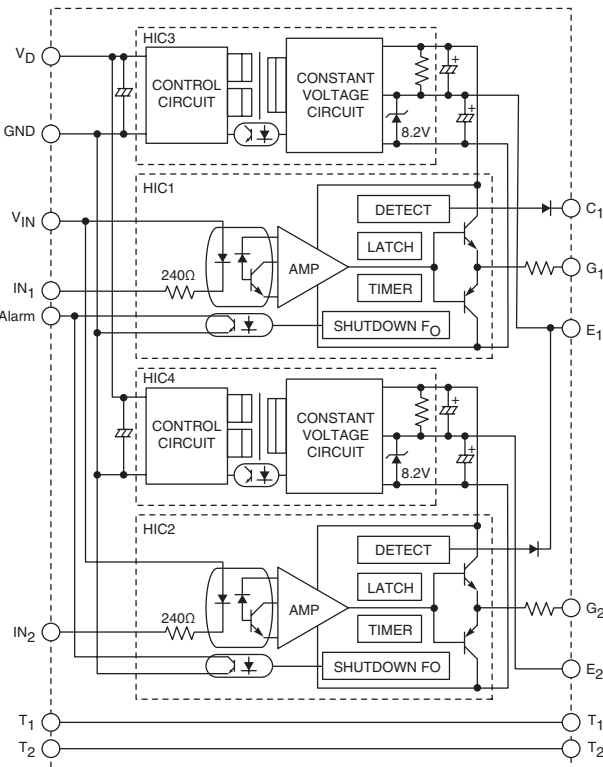 HIC3
V_D
CONTROL
CIRCUIT
CONSTANT
VOLTAGE
CIRCUIT
8.2V
GND
HIC1
V_IN
DETECT
C_1
LATCH
AMP
G_1
240Ω
IN_1
TIMER
Alarm
SHUTDOWN F_O
E_1
HIC4
CONTROL
CIRCUIT
CONSTANT
VOLTAGE
CIRCUIT
8.2V
HIC2
DETECT
LATCH
AMP
G_2
240Ω
IN_2
TIMER
SHUTDOWN FO
E_2
T_1
T_1
T_2
T_2